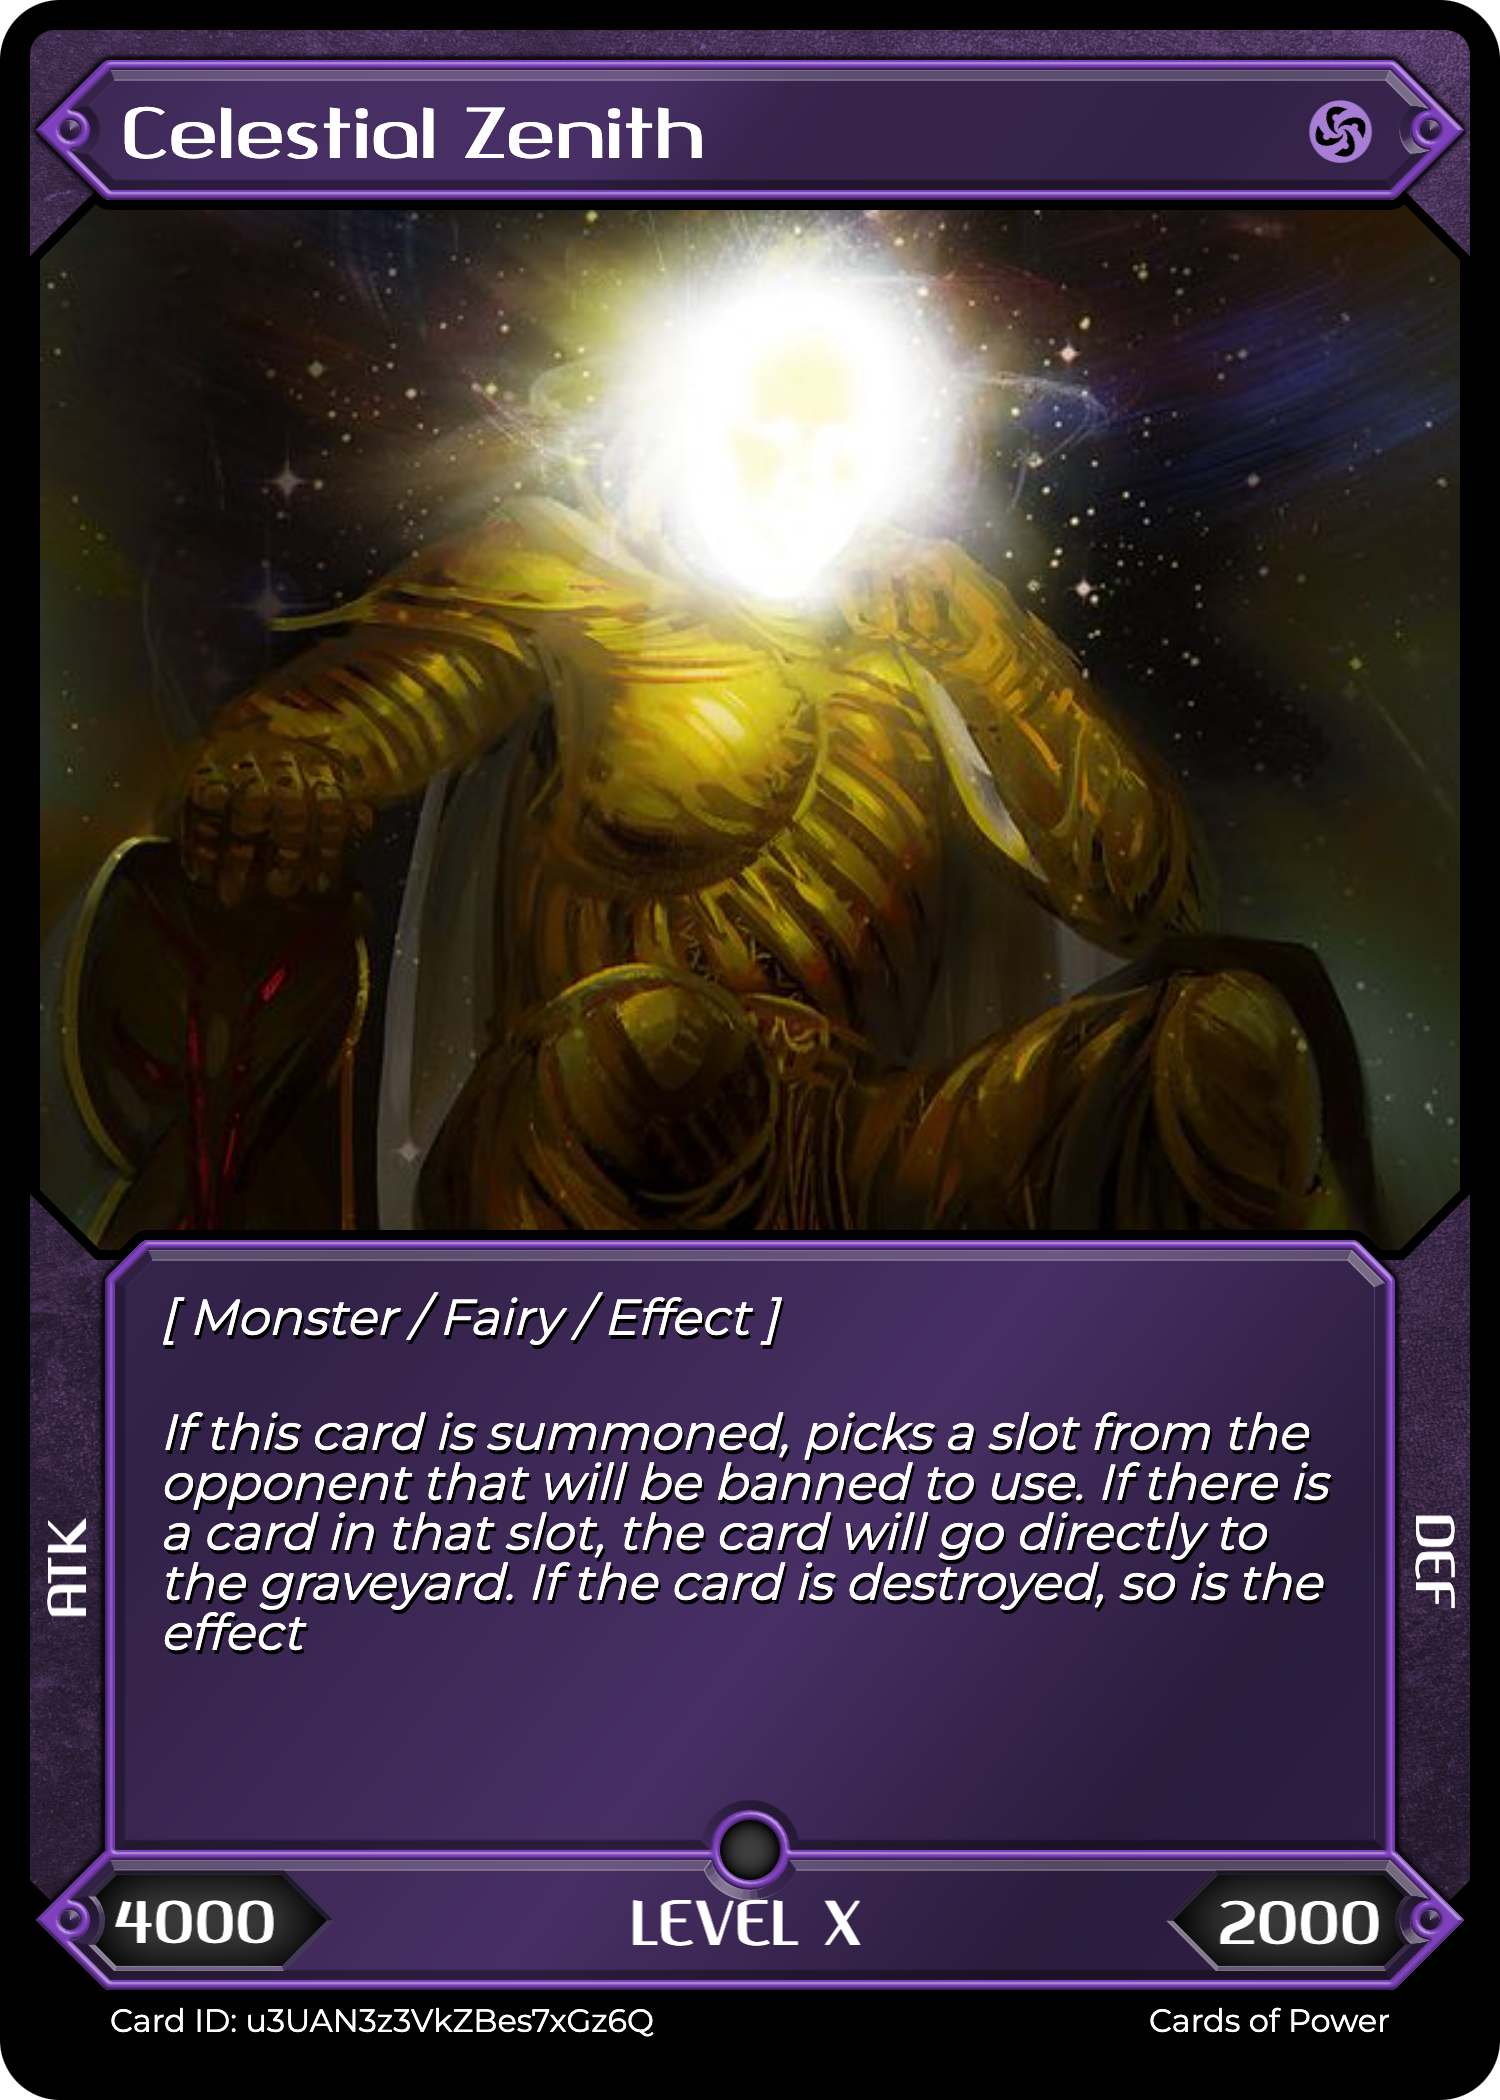 Celestial Zenith
[ Monster / Fairy / Effect ]
If this card is summoned, picks a slot from the
opponent that will be banned to use. If there is
a card in that slot, the card will go directly to
the graveyard. If the card is destroyed, so is the
effect
ATK
DEF
4000
LEVEL X
2000
Card ID: u3UAN3z3VkZBes7xGz6Q
Cards of Power